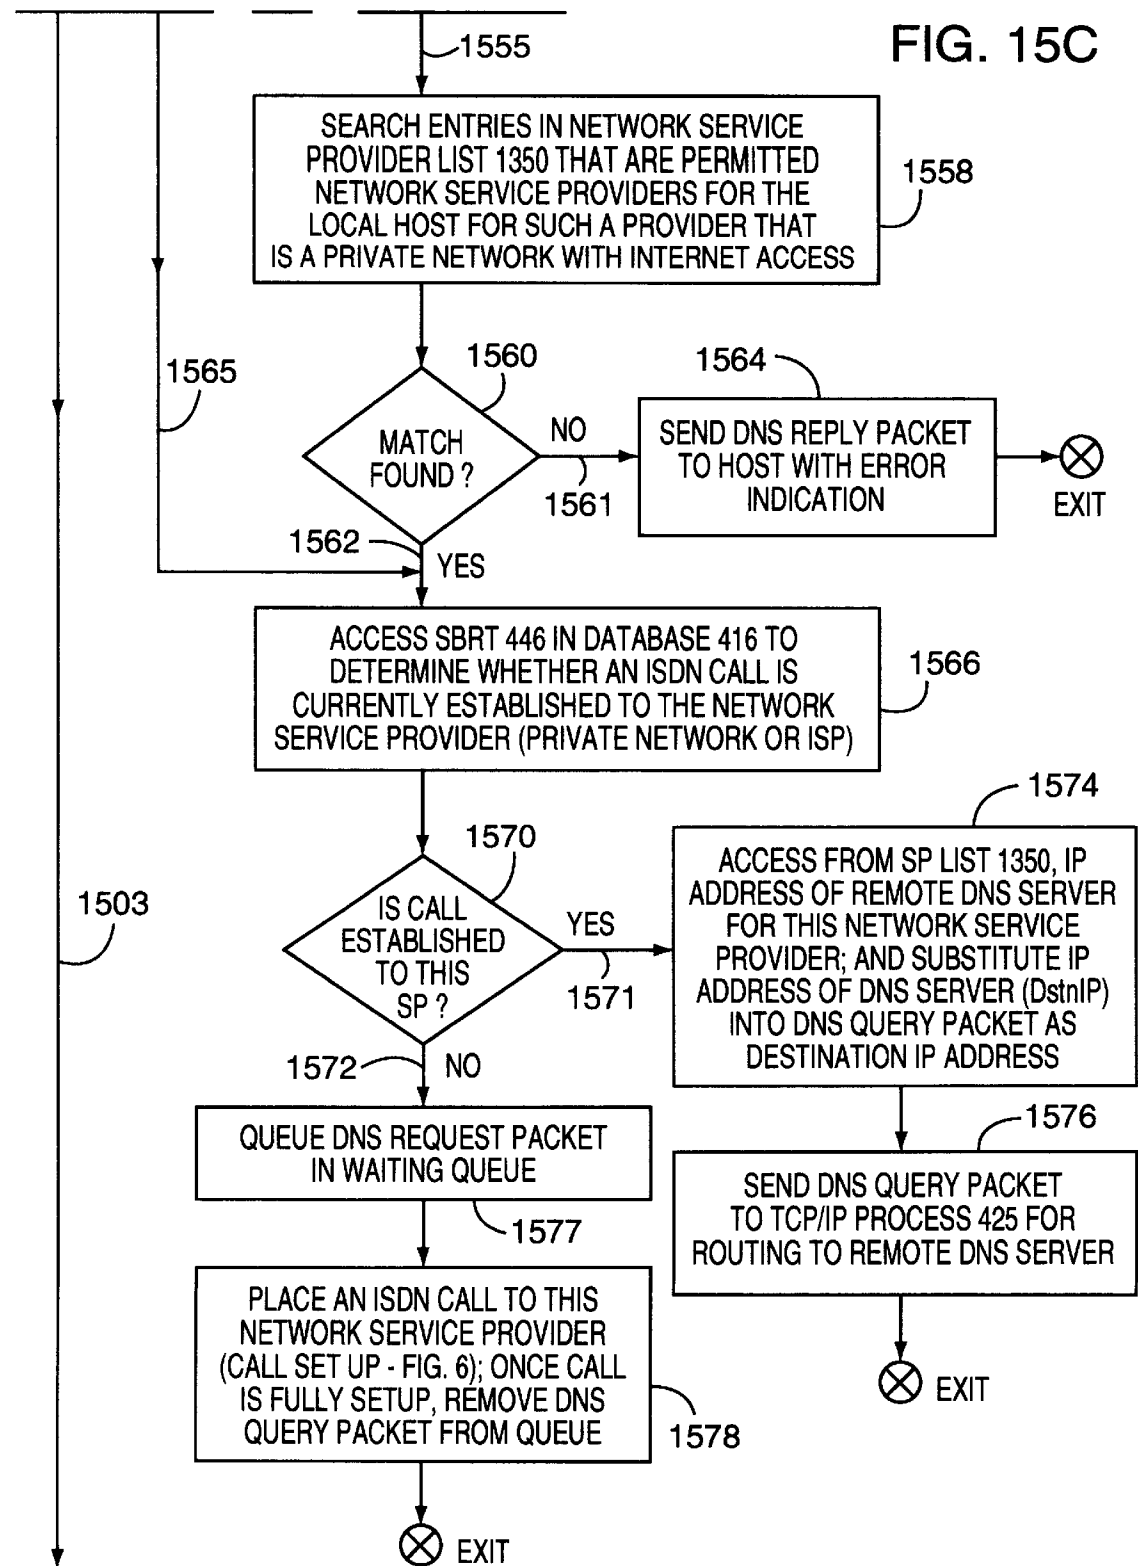 FIG. 15C
1555
SEARCH ENTRIES IN NETWORK SERVICE
PROVIDER LIST 1350 THAT ARE PERMITTED
NETWORK SERVICE PROVIDERS FOR THE
LOCAL HOST FOR SUCH A PROVIDER THAT
IS A PRIVATE NETWORK WITH INTERNET ACCESS
1558
1565
1560
MATCH
FOUND ?
NO
1561
1564
SEND DNS REPLY PACKET
TO HOST WITH ERROR
INDICATION
EXIT
1562
YES
ACCESS SBRT 446 IN DATABASE 416 TO
DETERMINE WHETHER AN ISDN CALL IS
CURRENTLY ESTABLISHED TO THE NETWORK
SERVICE PROVIDER (PRIVATE NETWORK OR ISP)
1566
1503
1570
IS CALL
ESTABLISHED
TO THIS
SP ?
YES
1571
1574
ACCESS FROM SP LIST 1350, IP
ADDRESS OF REMOTE DNS SERVER
FOR THIS NETWORK SERVICE
PROVIDER; AND SUBSTITUTE IP
ADDRESS OF DNS SERVER (DstnIP)
INTO DNS QUERY PACKET AS
DESTINATION IP ADDRESS
1572
NO
1576
SEND DNS QUERY PACKET
TO TCP/IP PROCESS 425 FOR
ROUTING TO REMOTE DNS SERVER
EXIT
QUEUE DNS REQUEST PACKET
IN WAITING QUEUE
1577
PLACE AN ISDN CALL TO THIS
NETWORK SERVICE PROVIDER
(CALL SET UP - FIG. 6); ONCE CALL
IS FULLY SETUP, REMOVE DNS
QUERY PACKET FROM QUEUE
1578
EXIT